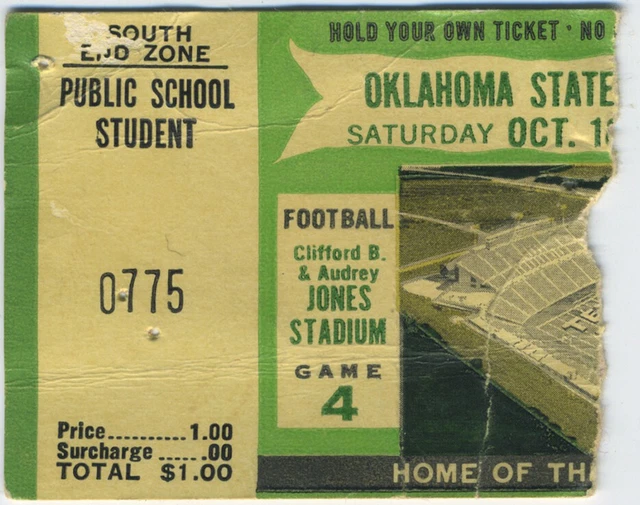 SOUTH
END ZONE
PUBLIC SCHOOL
STUDENT
0775
Price..........1.00
Surcharge ......00
TOTAL $1.00
HOLD YOUR OWN TICKET · NO
OKLAHOMA STATE
SATURDAY OCT. 1
FOOTBALL
Clifford B.
& Audrey
JONES
STADIUM
GAME
4
HOME OF TH